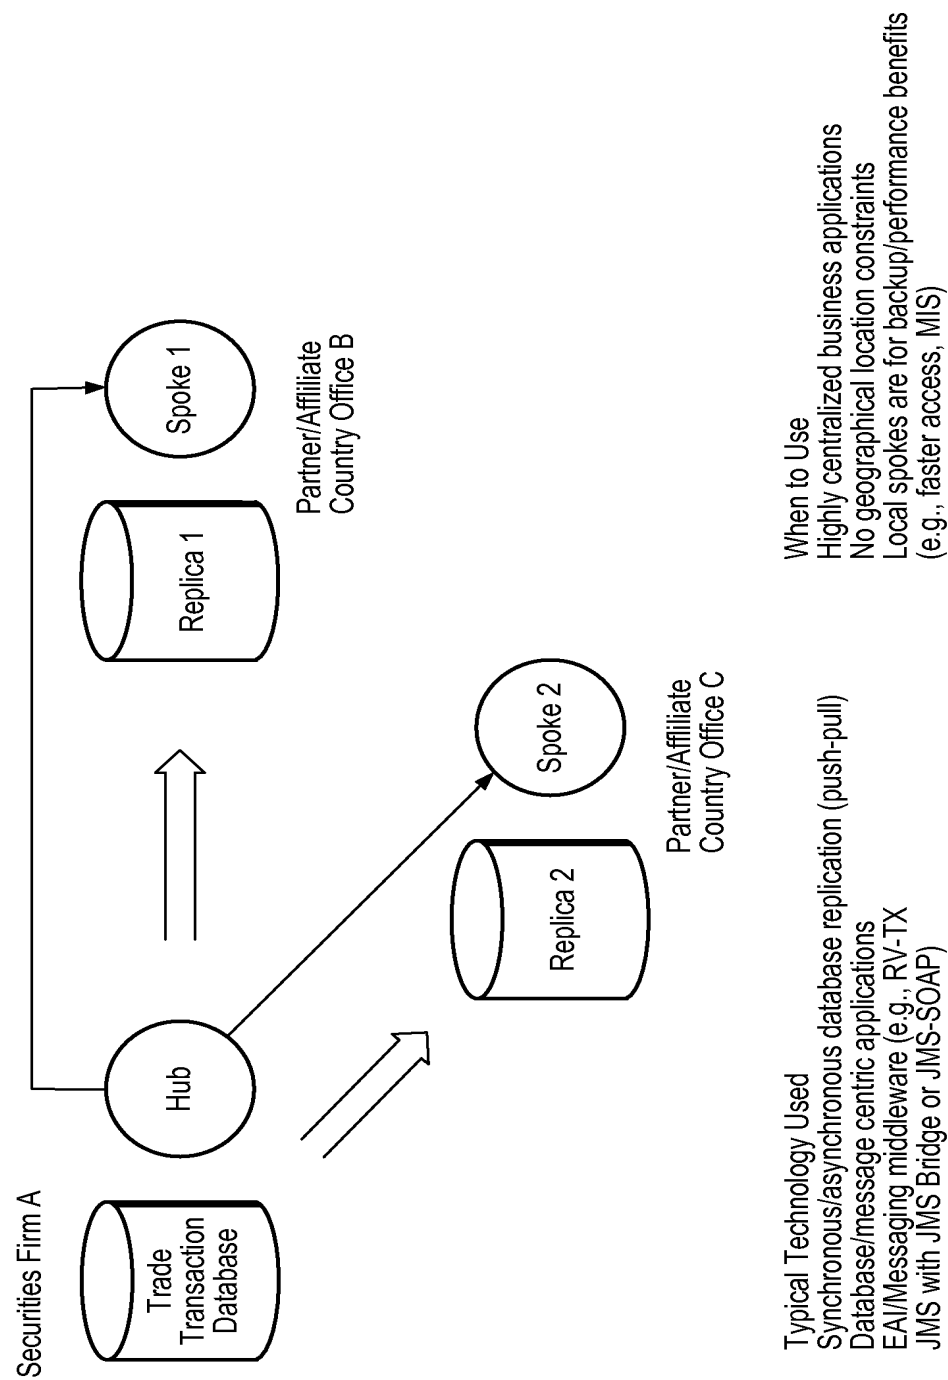 Securities Firm A
Trade
Transaction
Database
Hub
Replica 1
Spoke 1
Partner/Affliliate
Country Office B
Replica 2
Spoke 2
Partner/Affliliate
Country Office C
Typical Technology Used
Synchronous/asynchronous database replication (push-pull)
Database/message centric applications
EAI/Messaging middleware (e.g., RV-TX
JMS with JMS Bridge or JMS-SOAP)
When to Use
Highly centralized business applications
No geographical location constraints
Local spokes are for backup/performance benefits
(e.g., faster access, MIS)